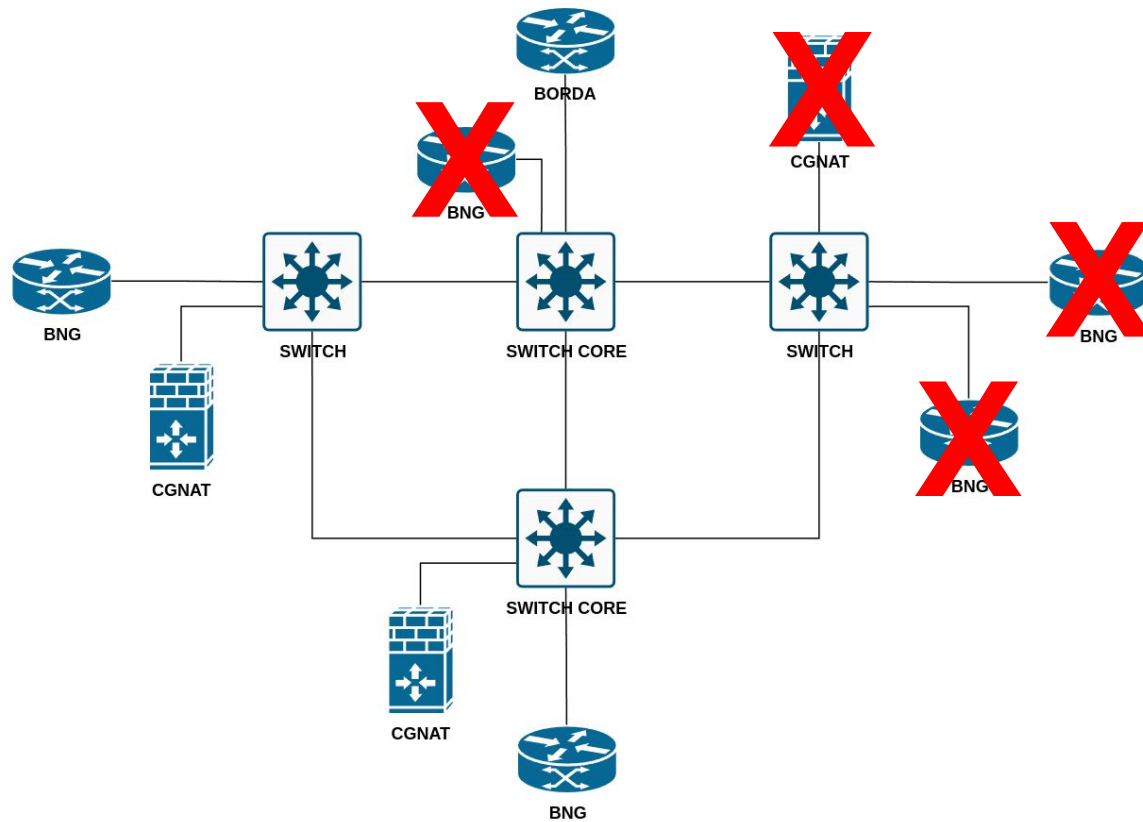 BORDA
CGNAT
BNG
BNG
BNG
SWITCH
SWITCH CORE
SWITCH
BNG
CGNAT
SWITCH CORE
CGNAT
BNG